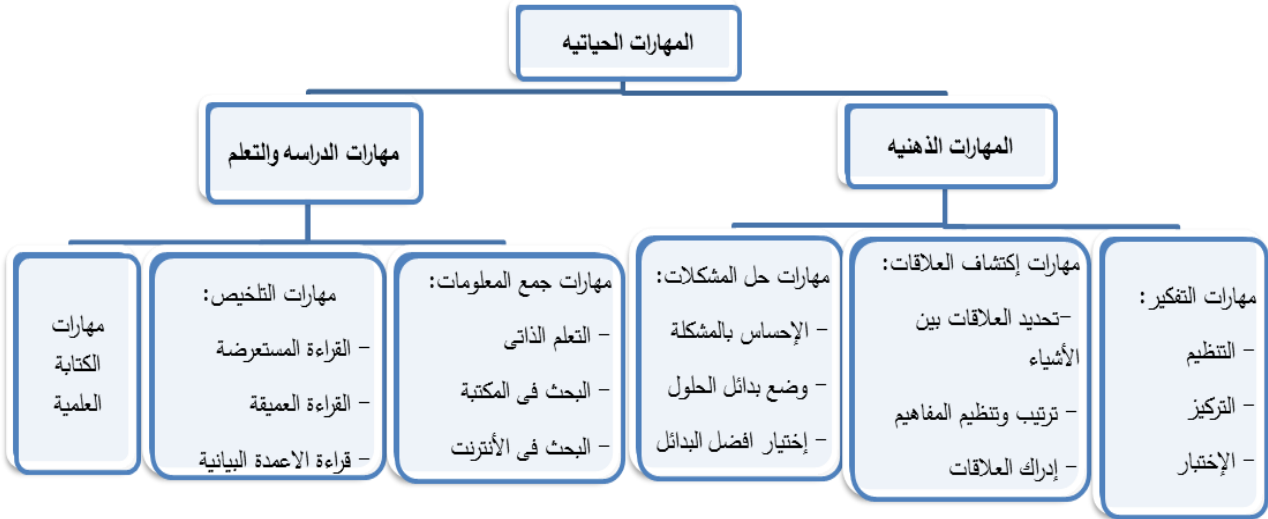 المهارات الحياتيه
المهارات الذهنيه
مهارات الدراسه والتعلم
مهارات التفكير:
- التنظيم
- التركيز
- الإختبار
مهارات إكتشاف العلاقات:
-تحديد العلاقات بين
الأشياء
- ترتيب وتنظيم المفاهيم
- إدراك العلاقات
مهارات حل المشكلات:
- الإحساس بالمشكلة
- وضع بدائل الحلول
- إختيار افضل البدائل
مهارات جمع المعلومات:
- التعلم الذاتى
- البحث فى المكتبة
- البحث فى الأنترنت
مهارات التلخيص:
- القراءة المستعرضة
- القراءة العميقة
- قراءة الاعمدة البيانية
مهارات
الكتابة
العلمية